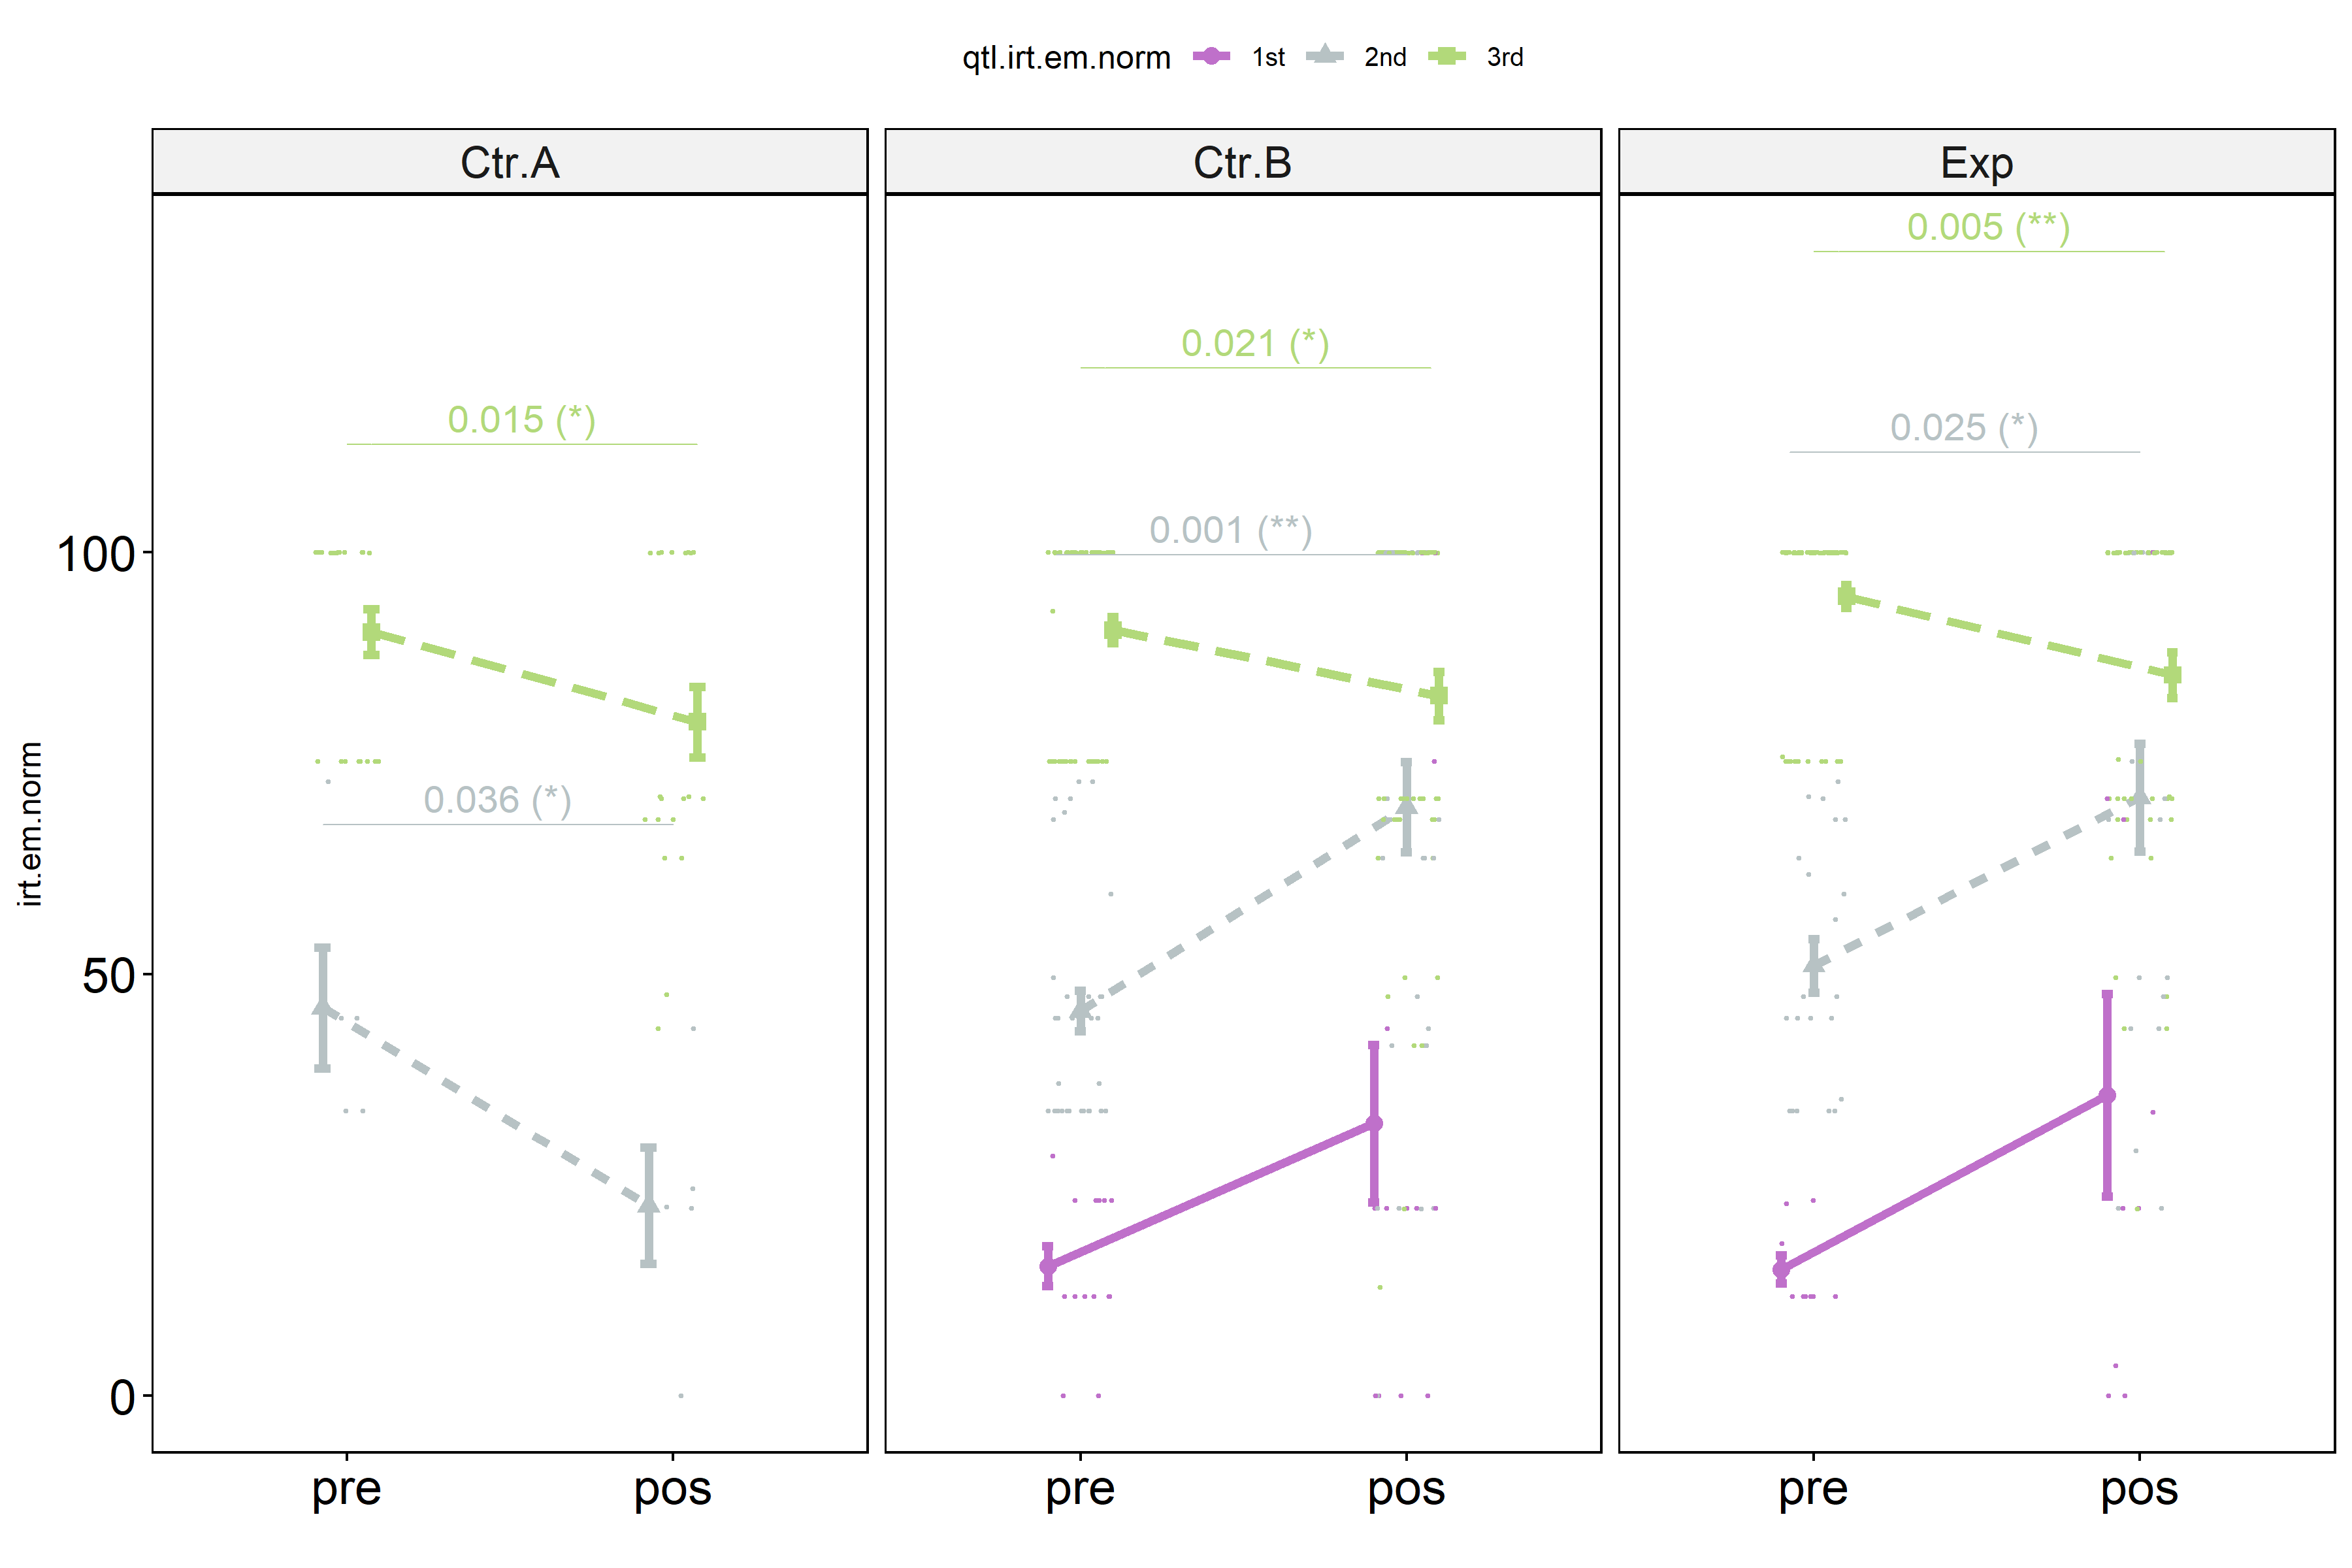 qtl.irt.em.norm 1st 2nd 3rd
Ctr.A Ctr.B Exp
0.005 (**)
0.021 (*)
0.015 (*)
0.025 (*)
0.001 (**)
0.036 (*)
100
50
0
irt.em.norm
pre pos pre pos pre pos